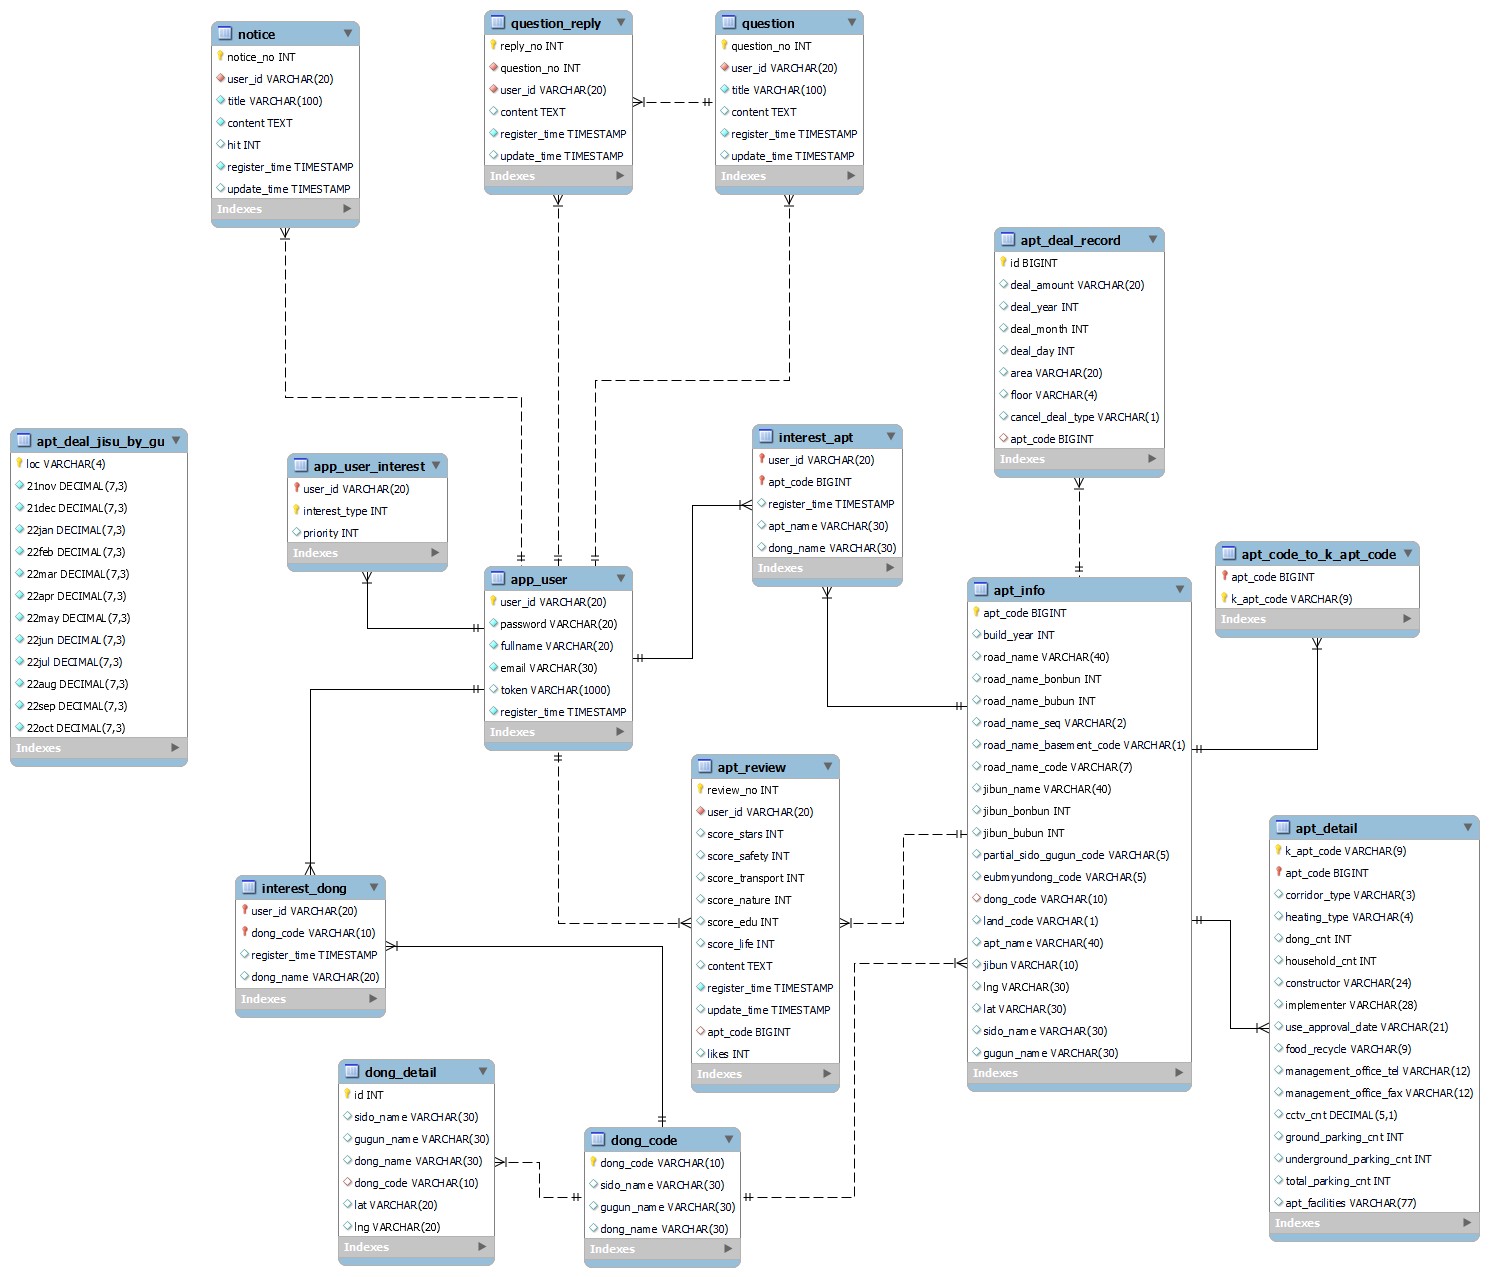 notice
notice_no INT
user_id VARCHAR(20)
title VARCHAR(100)
content TEXT
hit INT
register_time TIMESTAMP
update_time TIMESTAMP
Indexes
question_reply
reply_no INT
question_no INT
user_id VARCHAR(20)
content TEXT
register_time TIMESTAMP
update_time TIMESTAMP
Indexes
question
question_no INT
user_id VARCHAR(20)
title VARCHAR(100)
content TEXT
register_time TIMESTAMP
update_time TIMESTAMP
Indexes
apt_deal_record
id BIGINT
deal_amount VARCHAR(20)
deal_year INT
deal_month INT
deal_day INT
area VARCHAR(20)
floor VARCHAR(4)
cancel_deal_type VARCHAR(1)
apt_code BIGINT
Indexes
apt_deal_jisu_by_gu
loc VARCHAR(4)
21nov DECIMAL(7,3)
21dec DECIMAL(7,3)
22jan DECIMAL(7,3)
22feb DECIMAL(7,3)
22mar DECIMAL(7,3)
22apr DECIMAL(7,3)
22may DECIMAL(7,3)
22jun DECIMAL(7,3)
22jul DECIMAL(7,3)
22aug DECIMAL(7,3)
22sep DECIMAL(7,3)
22oct DECIMAL(7,3)
Indexes
app_user_interest
user_id VARCHAR(20)
interest_type INT
priority INT
Indexes
interest_apt
user_id VARCHAR(20)
apt_code BIGINT
register_time TIMESTAMP
apt_name VARCHAR(30)
dong_name VARCHAR(30)
Indexes
app_user
user_id VARCHAR(20)
password VARCHAR(20)
fullname VARCHAR(20)
email VARCHAR(30)
token VARCHAR(1000)
register_time TIMESTAMP
Indexes
apt_code_to_k_apt_code
apt_code BIGINT
k_apt_code VARCHAR(9)
Indexes
apt_info
apt_code BIGINT
build_year INT
road_name VARCHAR(40)
road_name_bonbun INT
road_name_bubun INT
road_name_seq VARCHAR(2)
road_name_basement_code VARCHAR(1)
road_name_code VARCHAR(7)
jibun_name VARCHAR(40)
jibun_bonbun INT
jibun_bubun INT
partial_sido_gugun_code VARCHAR(5)
eubmyundong_code VARCHAR(5)
dong_code VARCHAR(10)
land_code VARCHAR(1)
apt_name VARCHAR(40)
jibun VARCHAR(10)
lng VARCHAR(30)
lat VARCHAR(30)
sido_name VARCHAR(30)
gugun_name VARCHAR(30)
Indexes
apt_review
review_no INT
user_id VARCHAR(20)
score_stars INT
score_safety INT
score_transport INT
score_nature INT
score_edu INT
score_life INT
content TEXT
register_time TIMESTAMP
update_time TIMESTAMP
apt_code BIGINT
likes INT
Indexes
apt_detail
k_apt_code VARCHAR(9)
apt_code BIGINT
corridor_type VARCHAR(3)
heating_type VARCHAR(4)
dong_cnt INT
household_cnt INT
constructor VARCHAR(24)
implementer VARCHAR(28)
use_approval_date VARCHAR(21)
food_recycle VARCHAR(9)
management_office_tel VARCHAR(12)
management_office_fax VARCHAR(12)
cctv_cnt DECIMAL(5,1)
ground_parking_cnt INT
underground_parking_cnt INT
total_parking_cnt INT
apt_facilities VARCHAR(77)
Indexes
interest_dong
user_id VARCHAR(20)
dong_code VARCHAR(10)
register_time TIMESTAMP
dong_name VARCHAR(20)
Indexes
dong_detail
id INT
sido_name VARCHAR(30)
gugun_name VARCHAR(30)
dong_name VARCHAR(30)
dong_code VARCHAR(10)
lat VARCHAR(20)
lng VARCHAR(20)
Indexes
dong_code
dong_code VARCHAR(10)
sido_name VARCHAR(30)
gugun_name VARCHAR(30)
dong_name VARCHAR(30)
Indexes